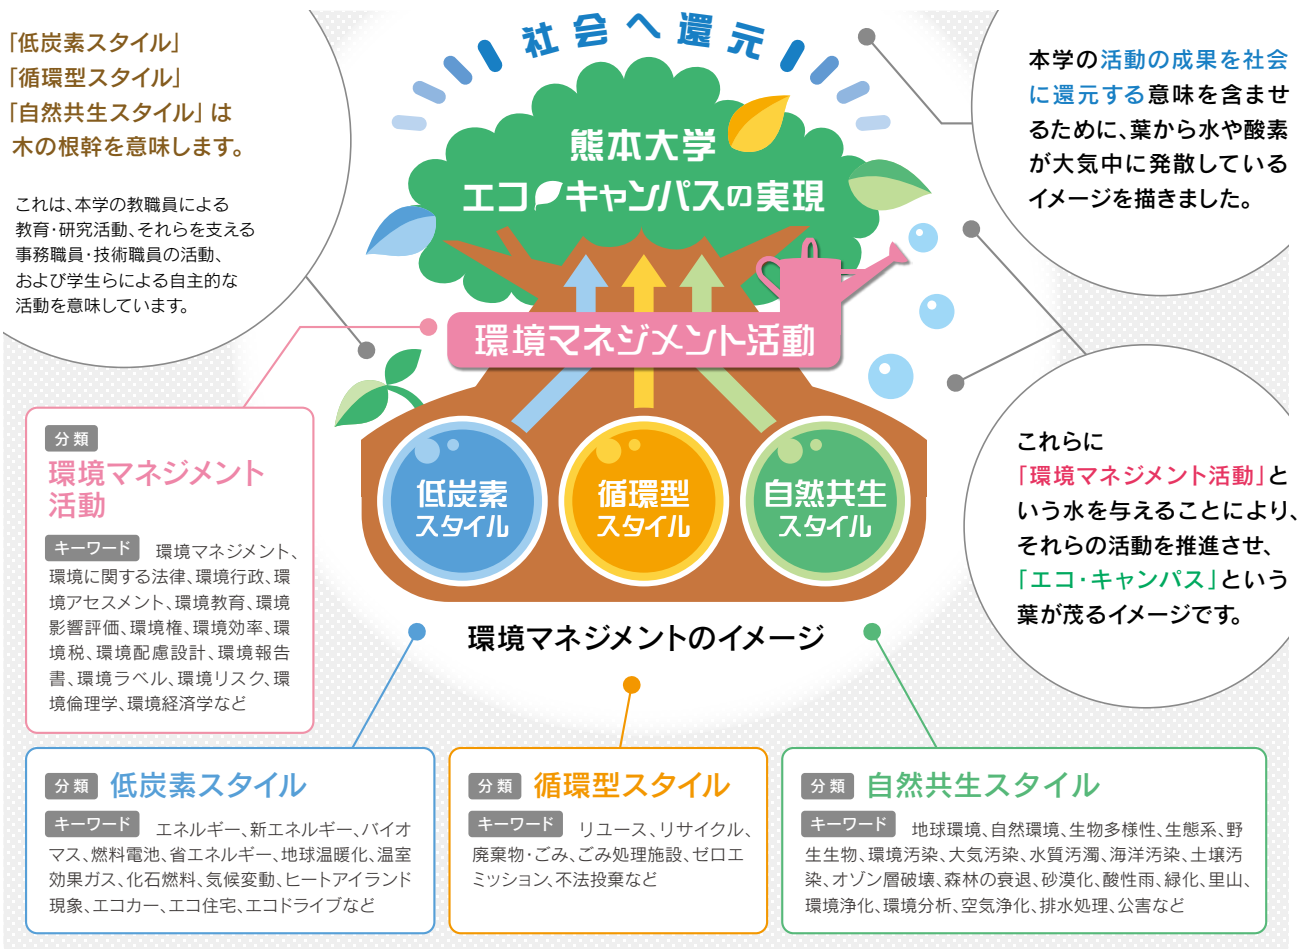 社会へ還元
「低炭素スタイル」
「循環型スタイル」
「自然共生スタイル」は
木の根幹を意味します。
これは、本学の教職員による
教育・研究活動、それらを支える
事務職員・技術職員の活動、
および学生らによる自主的な
活動を意味しています。
本学の活動の成果を社会
に還元する意味を含ませ
るために、葉から水や酸素
が大気中に発散している
イメージを描きました。
熊本大学
エコ キャンパスの実現
環境マネジメント活動
低炭素
スタイル
循環型
スタイル
自然共生
スタイル
これらに
「環境マネジメント活動」と
いう水を与えることにより、
それらの活動を推進させ、
「エコ・キャンパス」という
葉が茂るイメージです。
環境マネジメントのイメージ
分類
環境マネジメント
活動
キーワード 環境マネジメント、
環境に関する法律、環境行政、環
境アセスメント、環境教育、環境
影響評価、環境権、環境効率、環
境税、環境配慮設計、環境報告
書、環境ラベル、環境リスク、環
境倫理学、環境経済学など
分類 低炭素スタイル
キーワード エネルギー、新エネルギー、バイオ
マス、燃料電池、省エネルギー、地球温暖化、温室
効果ガス、化石燃料、気候変動、ヒートアイランド
現象、エコカー、エコ住宅、エコドライブなど
分類 循環型スタイル
キーワード リユース、リサイクル、
廃棄物・ごみ、ごみ処理施設、ゼロエ
ミッション、不法投棄など
分類 自然共生スタイル
キーワード 地球環境、自然環境、生物多様性、生態系、野
生生物、環境汚染、大気汚染、水質汚濁、海洋汚染、土壌汚
染、オゾン層破壊、森林の衰退、砂漠化、酸性雨、緑化、里山、
環境浄化、環境分析、空気浄化、排水処理、公害など